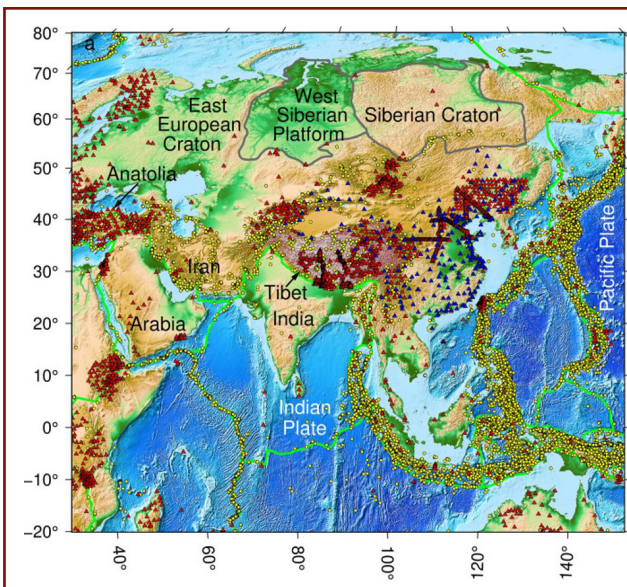 80°
a
70°
60°
50°
40°
30°
20°
10°
0°
−10°
−20°
East
European
Craton
West
Siberian
Platform
Siberian Craton
Anatolia
Iran
Tibet
India
Arabia
Indian
Plate
Pacific Plate
40°
60°
80°
100°
120°
140°